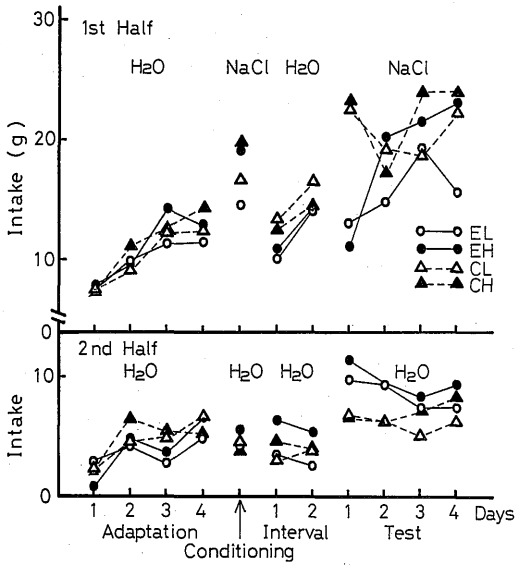 30
1st Half
H2O NaCl H2O NaCl
20
Intake (g)
10
EL
EH
CL
CH
0
2nd Half
H2O H2O H2O H2O
10
Intake
0
1 2 3 4 1 2 1 2 3 4 Days
Adaptation Interval Test
Conditioning